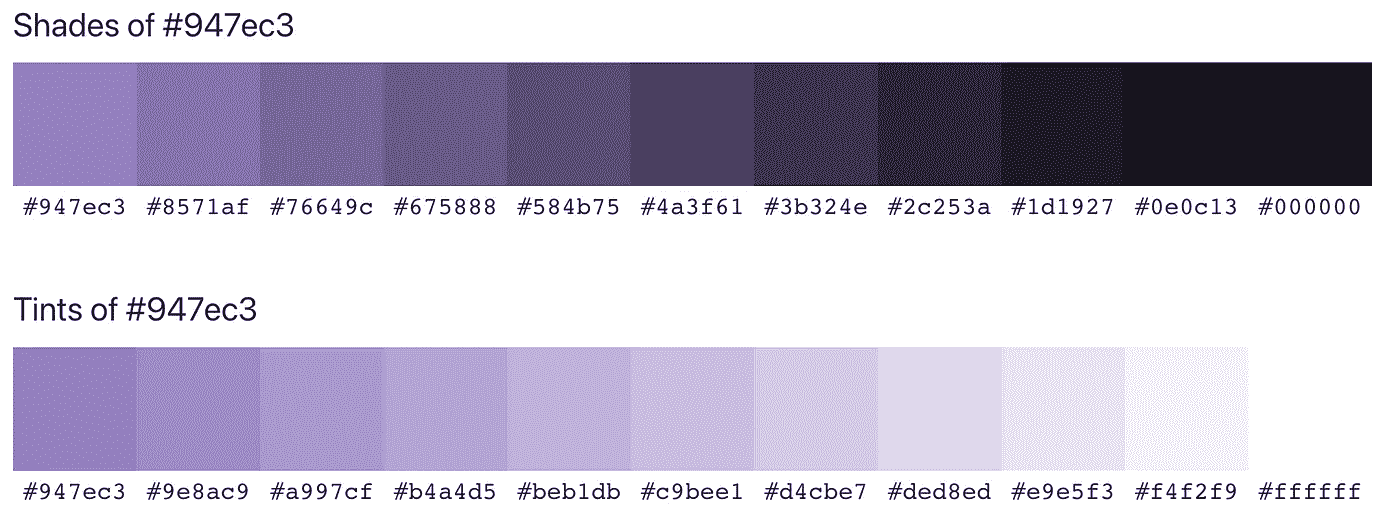 Shades of #947ec3
#947ec3 #8571af #76649c #675888 #584b75 #4a3f61 #3b324e #2c253a #1d1927 #0e0c13 #000000
Tints of #947ec3
#947ec3 #9e8ac9 #a997cf #b4a4d5 #beb1db #c9bee1 #d4cbe7 #ded8ed #e9e5f3 #f4f2f9 #ffffff